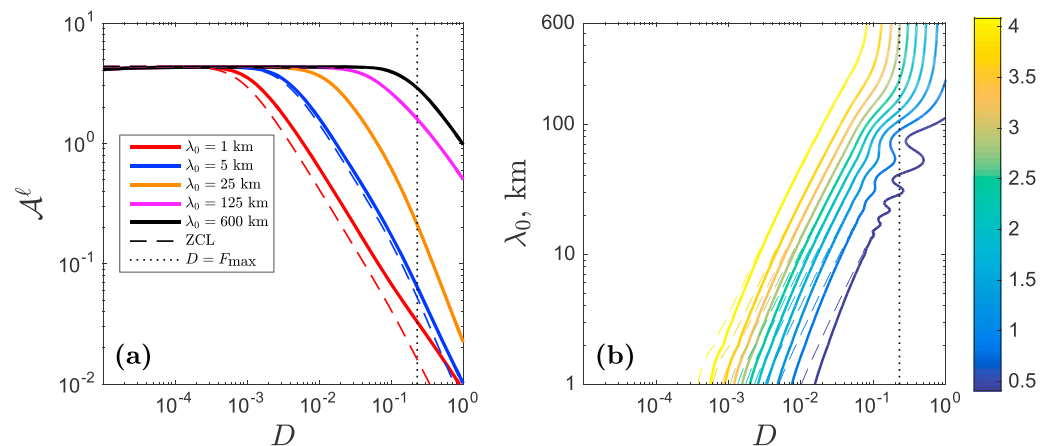 10^1
10^0
10^-1
10^-2
𝒜^ℓ
λ₀ = 1 km
λ₀ = 5 km
λ₀ = 25 km
λ₀ = 125 km
λ₀ = 600 km
ZCL
D = F_max
(a)
10^-4
10^-3
10^-2
10^-1
10^0
D
600
100
10
1
λ₀, km
(b)
10^-4
10^-3
10^-2
10^-1
10^0
D
4
3.5
3
2.5
2
1.5
1
0.5